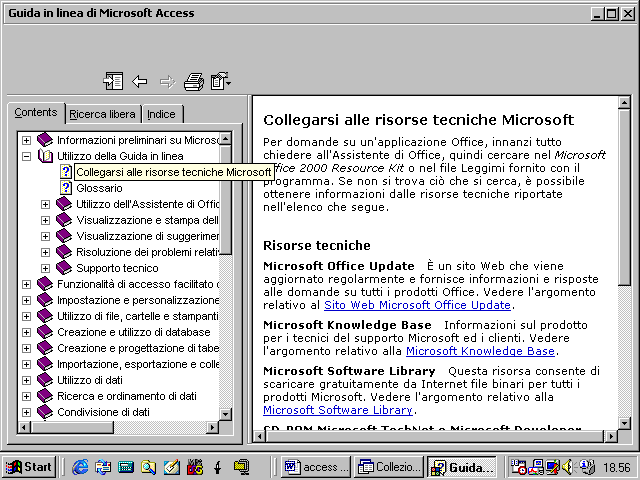 Guida in linea di Microsoft Access
Contents
Ricerca libera
Indice
Informazioni preliminari su Microso
Utilizzo della Guida in linea
Collegarsi alle risorse tecniche Microsoft
Glossario
Utilizzo dell'Assistente di Offic
Visualizzazione e stampa dell
Visualizzazione di suggerimen
Risoluzione dei problemi relati
Supporto tecnico
Funzionalità di accesso facilitato d
Impostazione e personalizzazione
Utilizzo di file, cartelle e stampanti
Creazione e utilizzo di database
Creazione e progettazione di tabe
Importazione, esportazione e colle
Utilizzo di dati
Ricerca e ordinamento di dati
Condivisione di dati
Collegarsi alle risorse tecniche Microsoft
Per domande su un'applicazione Office, innanzi tutto
chiedere all'Assistente di Office, quindi cercare nel Microsoft
ffice 2000 Resource Kit o nel file Leggimi fornito con il
programma. Se non si trova ciò che si cerca, è possibile
ottenere informazioni dalle risorse tecniche riportate
nell'elenco che segue.
Risorse tecniche
Microsoft Office Update È un sito Web che viene
aggiornato regolarmente e fornisce informazioni e risposte
alle domande su tutti i prodotti Office. Vedere l'argomento
relativo al Sito Web Microsoft Office Update.
Microsoft Knowledge Base Informazioni sul prodotto
per i tecnici del supporto Microsoft ed i clienti. Vedere
l'argomento relativo alla Microsoft Knowledge Base.
Microsoft Software Library Questa risorsa consente di
scaricare gratuitamente da Internet file binari per tutti i
prodotti Microsoft. Vedere l'argomento relativo alla
Microsoft Software Library.
CD-ROM Microsoft TechNet e Microsoft Developer
Start
access ...
Collezio...
Guida...
18.56